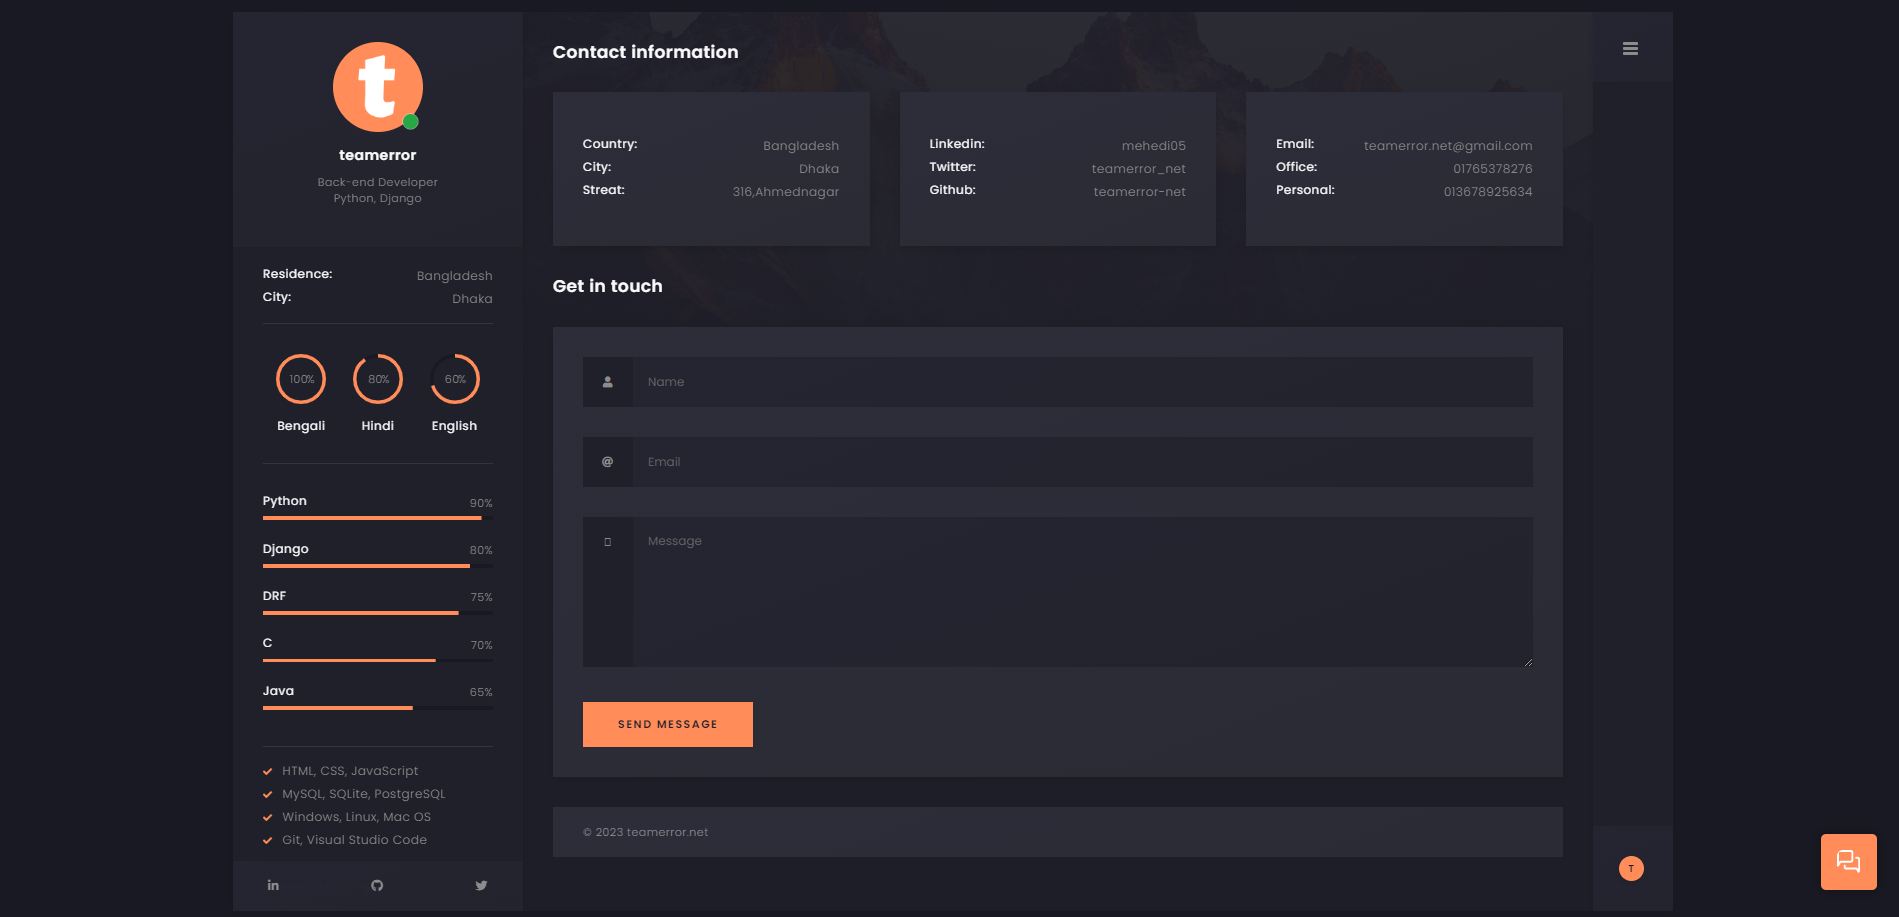 t
teamerror
Back-end Developer
Python, Django
Residence: Bangladesh
City: Dhaka
100% 80% 60%
Bengali Hindi English
Python 90%
Django 80%
DRF 75%
C 70%
Java 65%
HTML, CSS, JavaScript
MySQL, SQLite, PostgreSQL
Windows, Linux, Mac OS
Git, Visual Studio Code
in
Contact information
Country: Bangladesh
City: Dhaka
Streat: 316,Ahmednagar
Linkedin: mehedi05
Twitter: teamerror_net
Github: teamerror-net
Email: teamerror.net@gmail.com
Office: 01765378276
Personal: 013678925634
Get in touch
Name
@ Email
Message
SEND MESSAGE
© 2023 teamerror.net
T